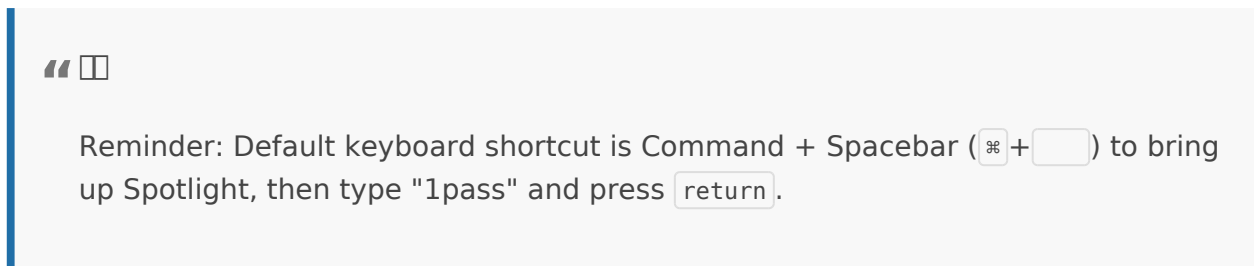 “
Reminder: Default keyboard shortcut is Command + Spacebar (⌘+ ) to bring
up Spotlight, then type "1pass" and press return.